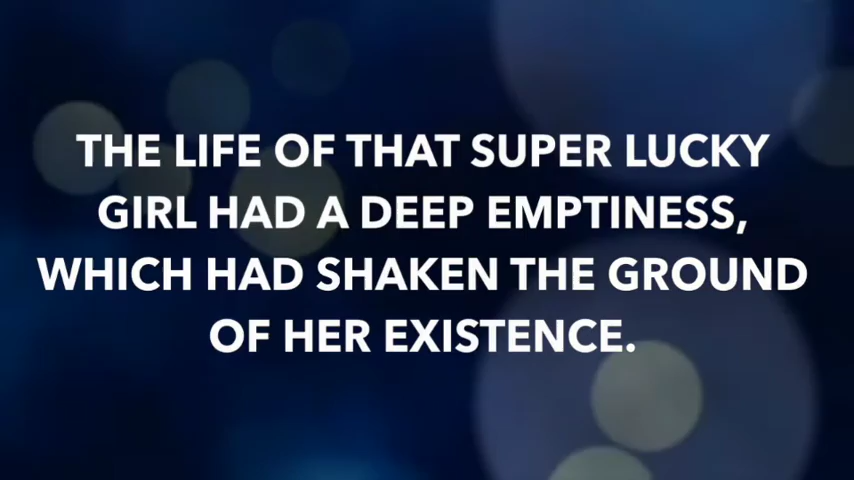 THE LIFE OF THAT SUPER LUCKY
GIRL HAD A DEEP EMPTINESS,
WHICH HAD SHAKEN THE GROUND
OF HER EXISTENCE.